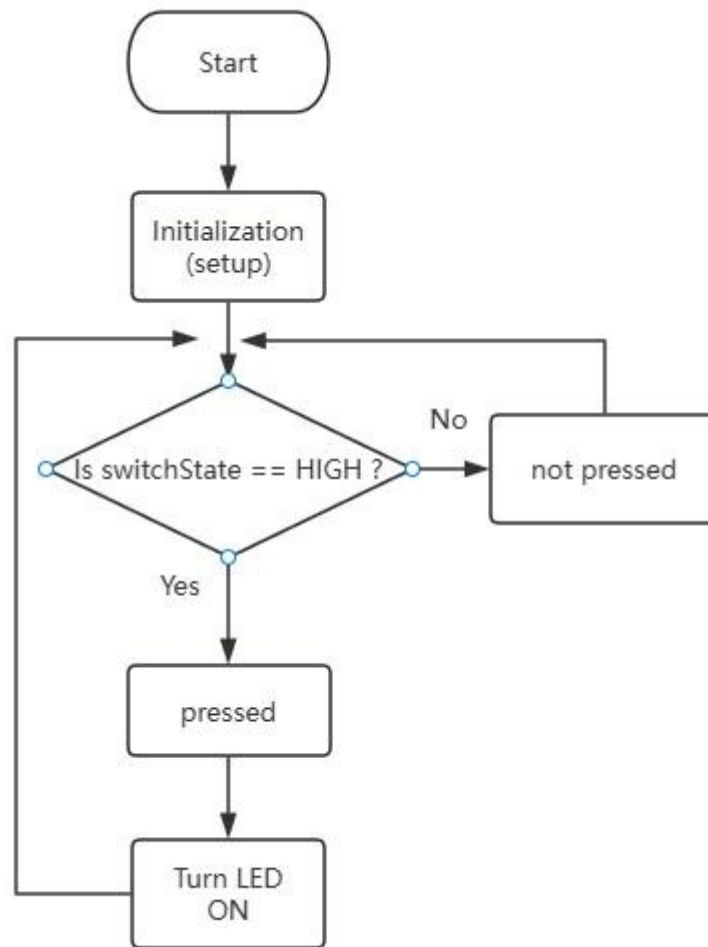 Start
Initialization
(setup)
No
Is switchState == HIGH ?
not pressed
Yes
pressed
Turn LED
ON